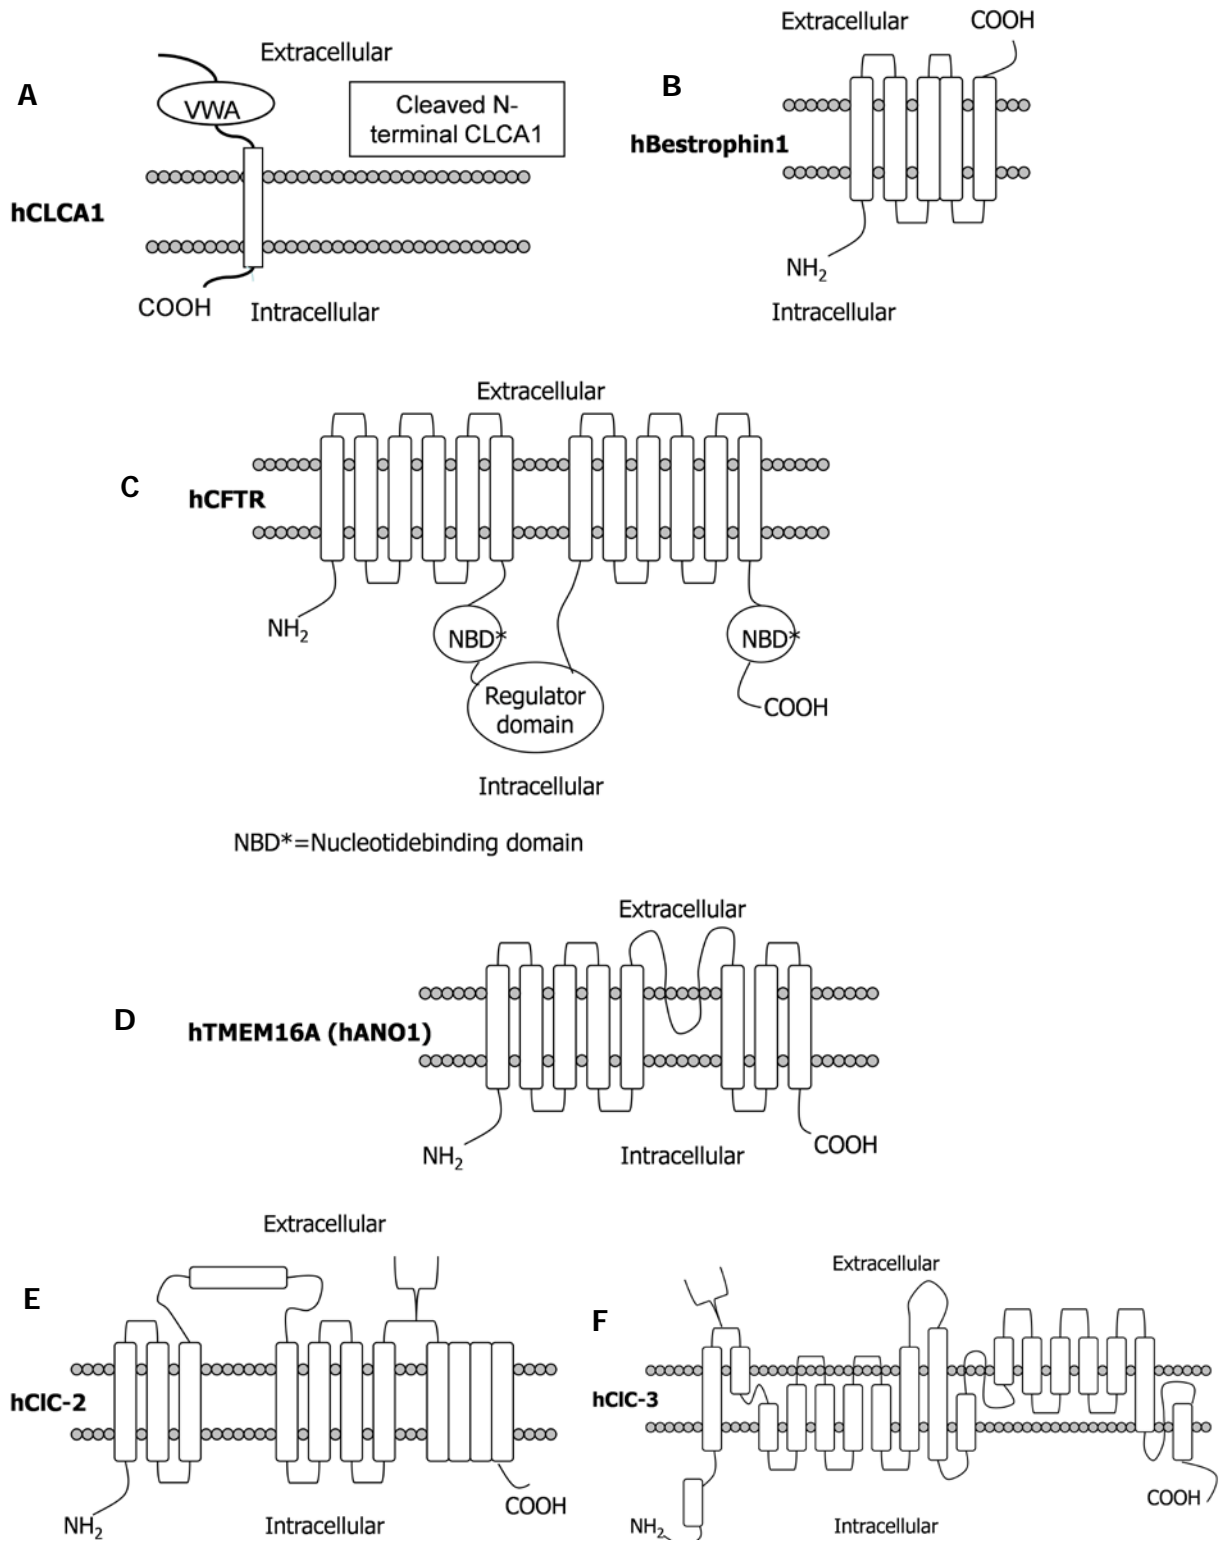 A
Extracellular
VWA
Cleaved N-
terminal CLCA1
hCLCA1
COOH
Intracellular
B
Extracellular
COOH
hBestrophin1
NH2
Intracellular
C
Extracellular
hCFTR
NH2
NBD*
NBD*
Regulator
domain
COOH
Intracellular
NBD*=Nucleotidebinding domain
D
Extracellular
hTMEM16A (hANO1)
NH2
Intracellular
COOH
E
Extracellular
hClC-2
NH2
Intracellular
COOH
F
Extracellular
hClC-3
NH2
Intracellular
COOH